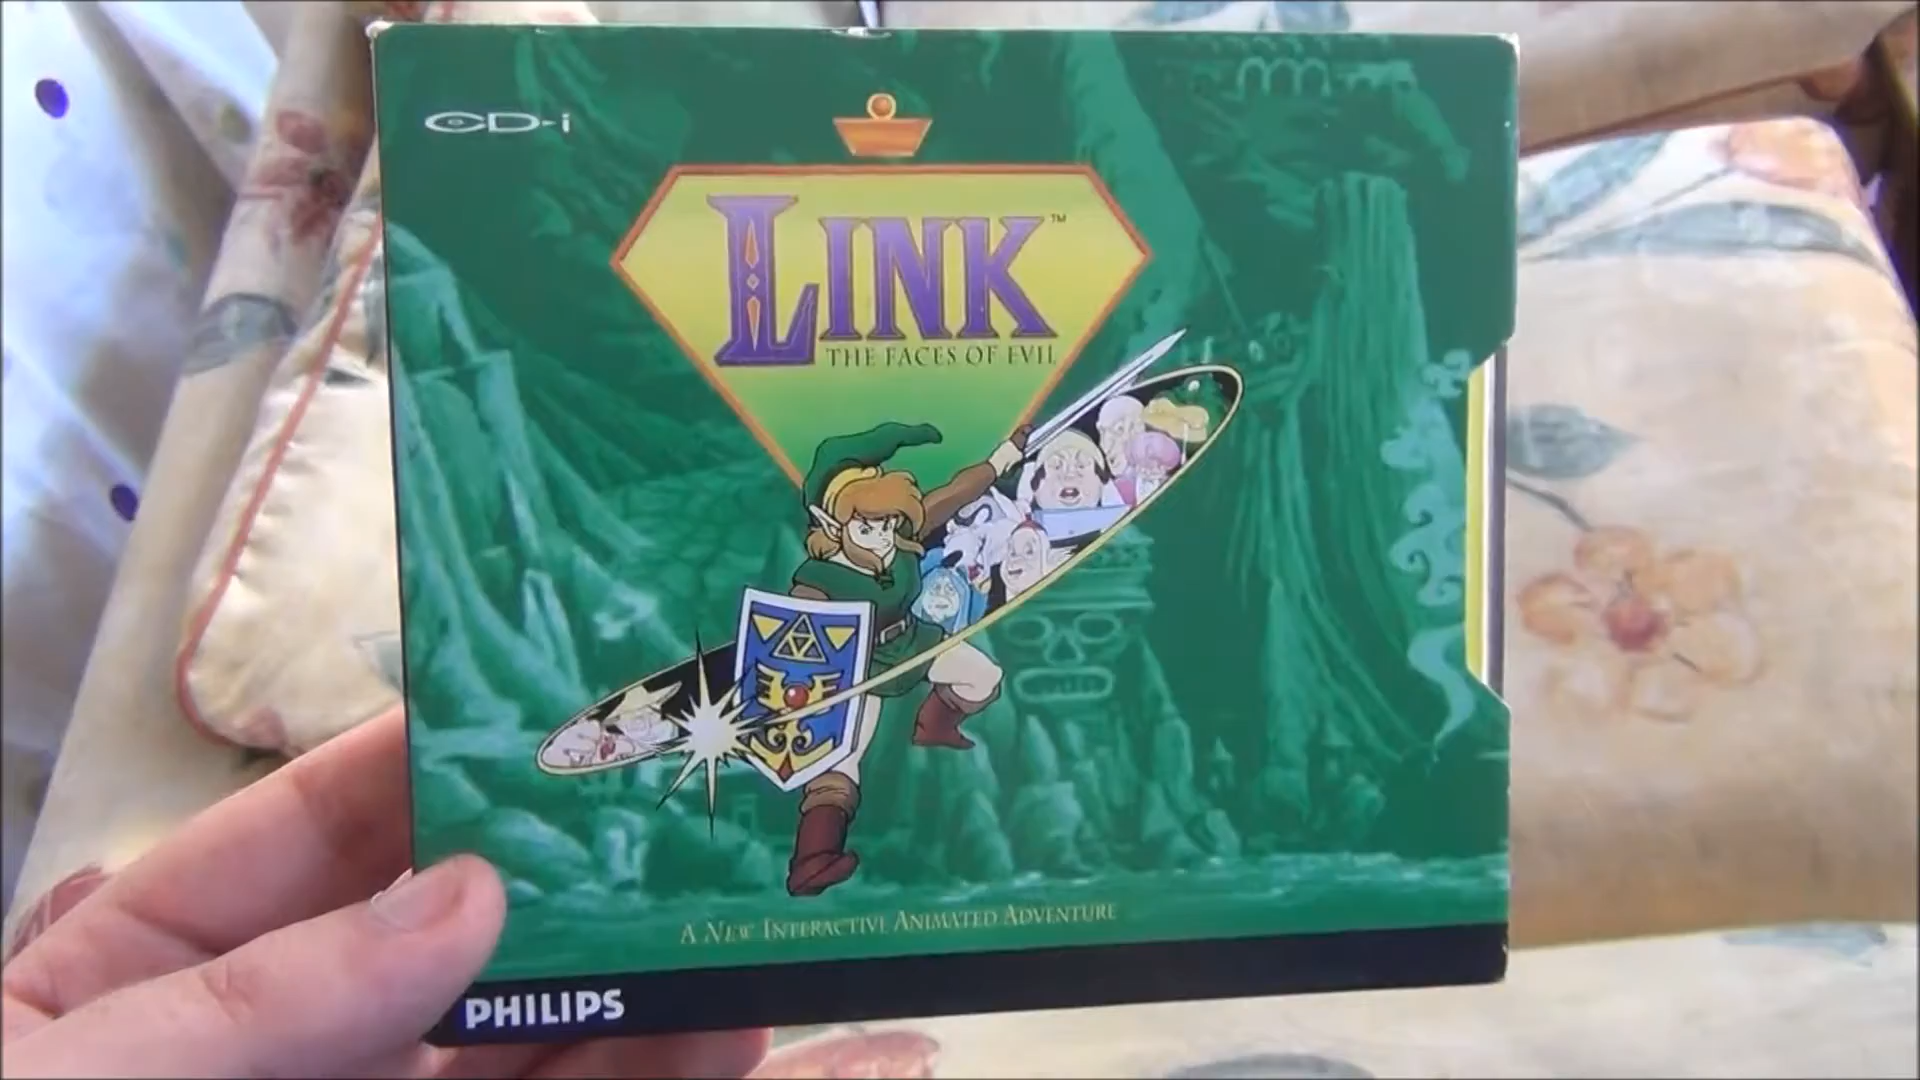 CD-i
LINK™
THE FACES OF EVIL
A NEW INTERACTIVE ANIMATED ADVENTURE
PHILIPS